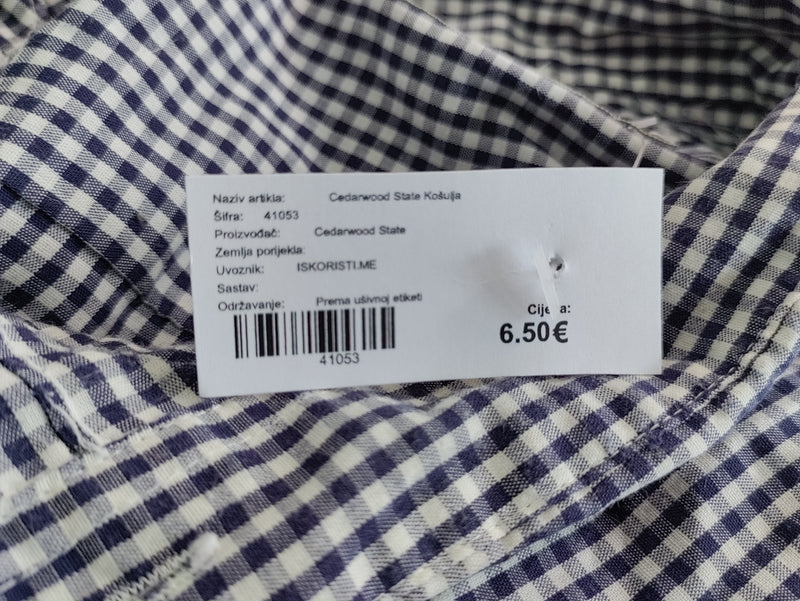 Naziv artikla: Cedarwood State Košulja
Šifra: 41053
Proizvođač: Cedarwood State
Zemlja porijekla:
Uvoznik: ISKORISTI.ME
Sastav:
Održavanje: Prema ušivnoj etiketi
41053
Cijena:
6.50€